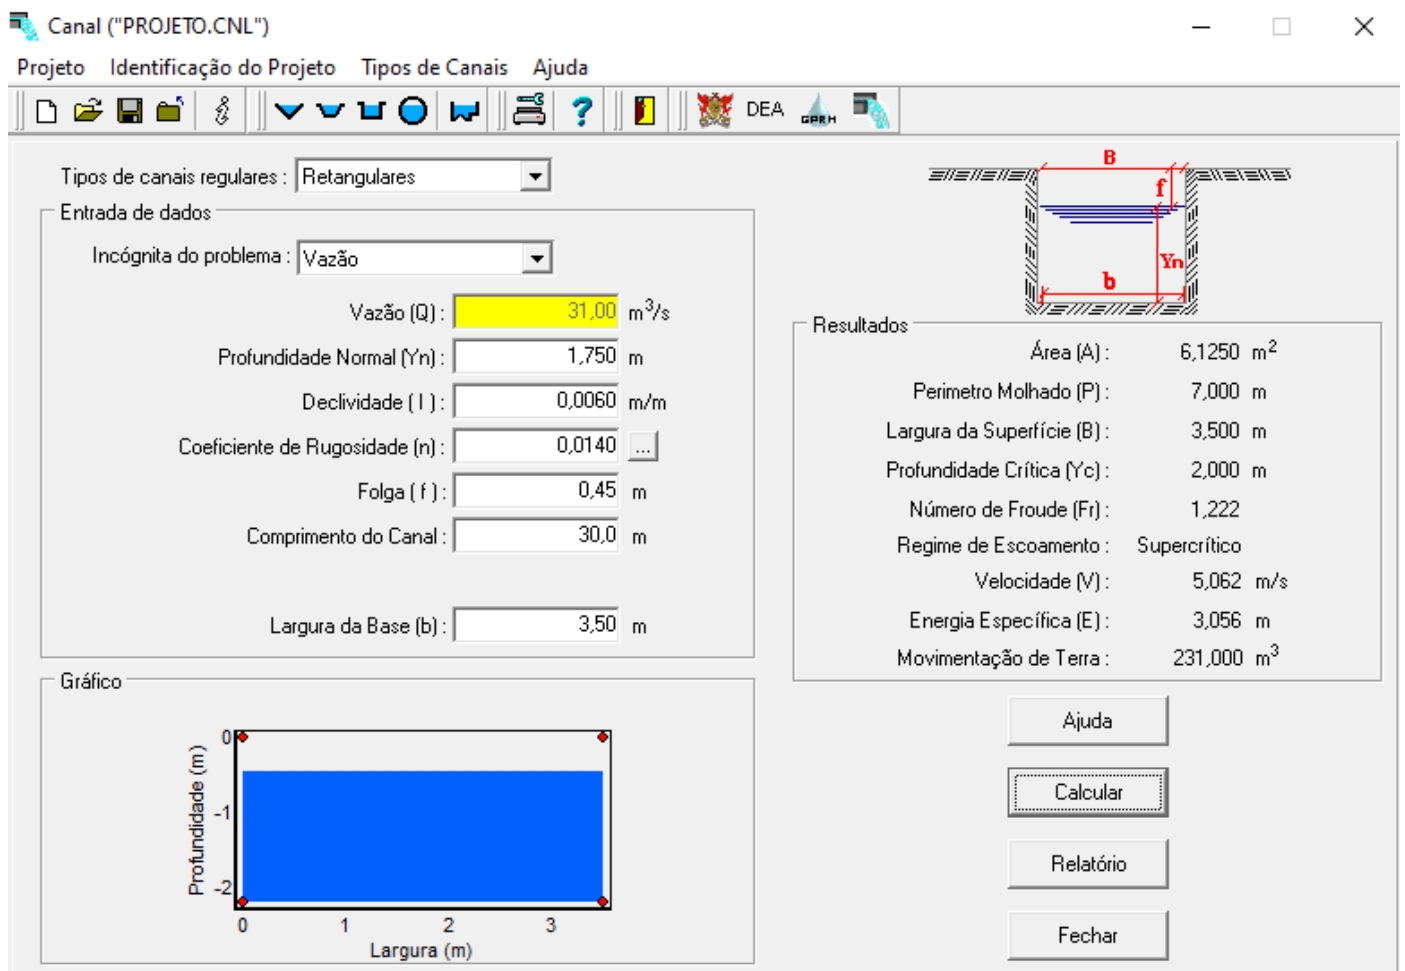 Canal ("PROJETO.CNL")
Projeto Identificação do Projeto Tipos de Canais Ajuda
DEA
GPRH
Tipos de canais regulares : Retangulares
Entrada de dados
Incógnita do problema : Vazão
Vazão (Q) : 31,00 m³/s
Profundidade Normal (Yn) : 1,750 m
Declividade ( I ) : 0,0060 m/m
Coeficiente de Rugosidade (n) : 0,0140 ...
Folga ( f ) : 0,45 m
Comprimento do Canal : 30,0 m
Largura da Base (b) : 3,50 m
Gráfico
Profundidade (m)
0
-1
-2
0 1 2 3
Largura (m)
B
f
Yn
b
Resultados
Área (A) : 6,1250 m²
Perimetro Molhado (P) : 7,000 m
Largura da Superfície (B) : 3,500 m
Profundidade Crítica (Yc) : 2,000 m
Número de Froude (Fr) : 1,222
Regime de Escoamento : Supercrítico
Velocidade (V) : 5,062 m/s
Energia Específica (E) : 3,056 m
Movimentação de Terra : 231,000 m³
Ajuda
Calcular
Relatório
Fechar